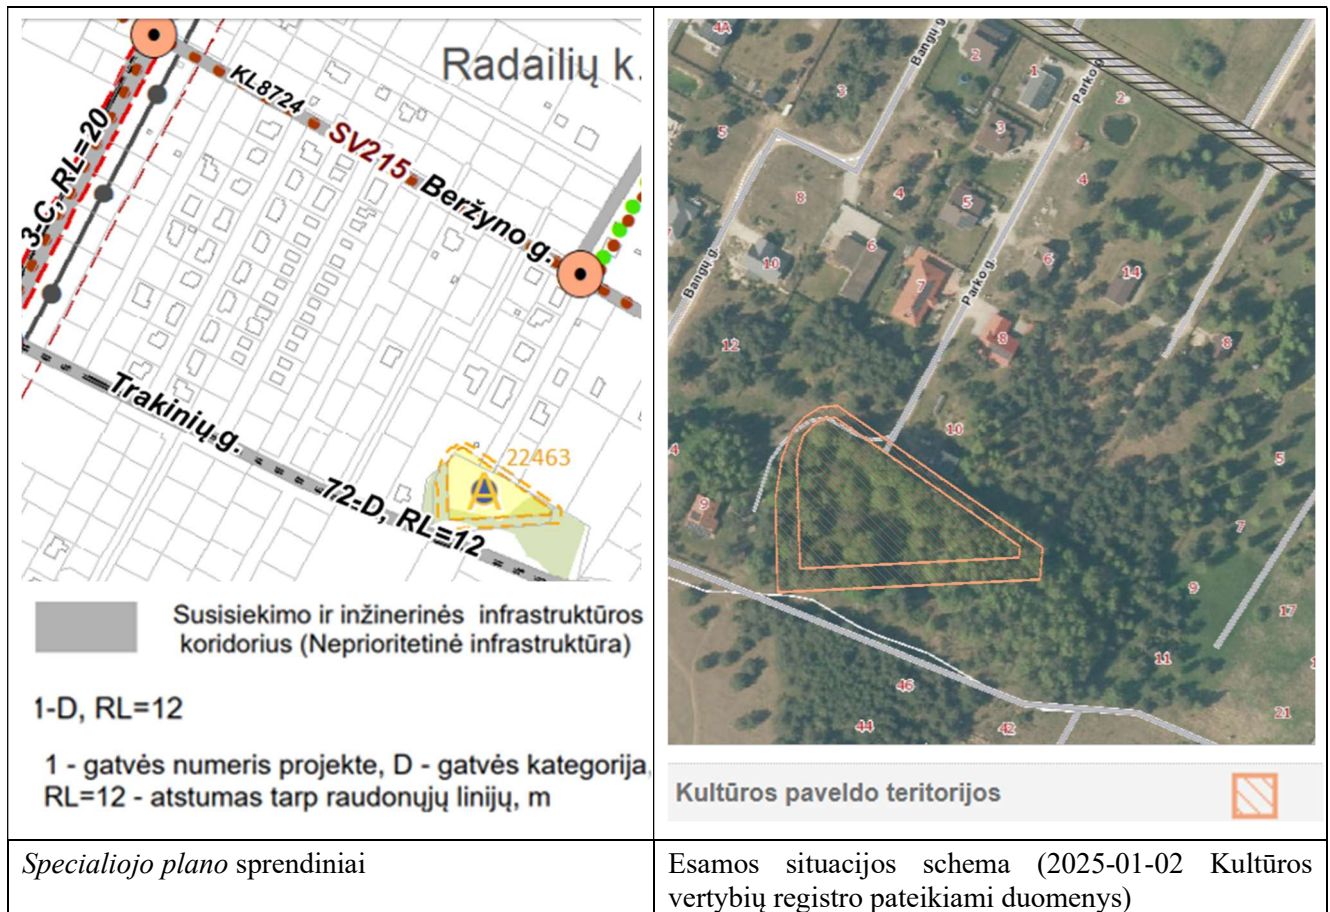 Radailių k.
KL8724
SV215
Beržyno g.
3-C, RL=20
Trakinių g.
72-D, RL=12
22463
A
Susisiekimo ir inžinerinės infrastruktūros
koridorius (Neprioritetinė infrastruktūra)
1-D, RL=12
1 - gatvės numeris projekte, D - gatvės kategorija,
RL=12 - atstumas tarp raudonųjų linijų, m
Specialiojo plano sprendiniai
4A
Bangų g.
2
1
Parko g.
3
2
5
3
4
8
4
5
6
10
Bangų g.
7
6
14
Parko g.
12
8
8
4
10
5
9
7
9
17
11
46
44
42
21
Kultūros paveldo teritorijos
Esamos situacijos schema (2025-01-02 Kultūros
vertybių registro pateikiami duomenys)